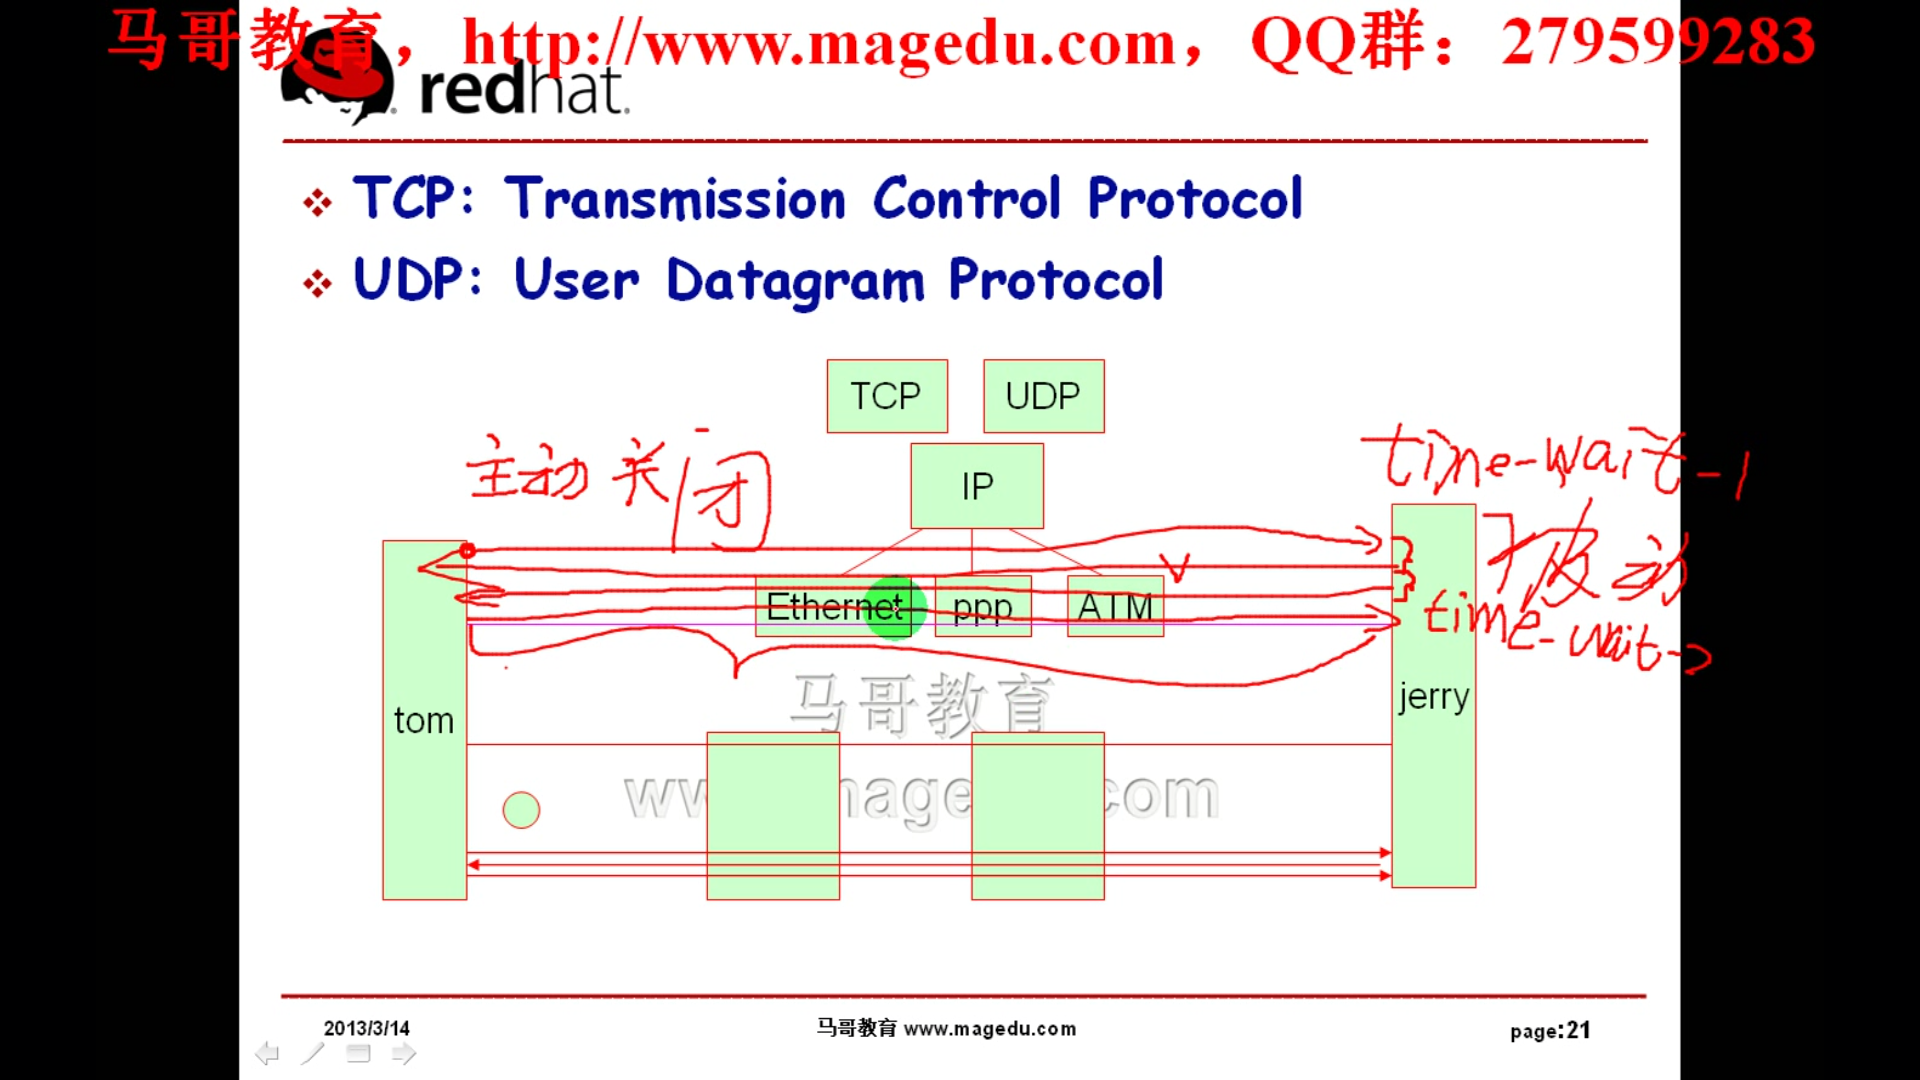 马哥教育，http://www.magedu.com，QQ群：279599283
redhat.
TCP: Transmission Control Protocol
UDP: User Datagram Protocol
TCP UDP
主动关闭
IP
time-wait-1
被动
Ethernet ppp ATM
time-wait-2
tom
jerry
马哥教育
2013/3/14 马哥教育 www.magedu.com page:21